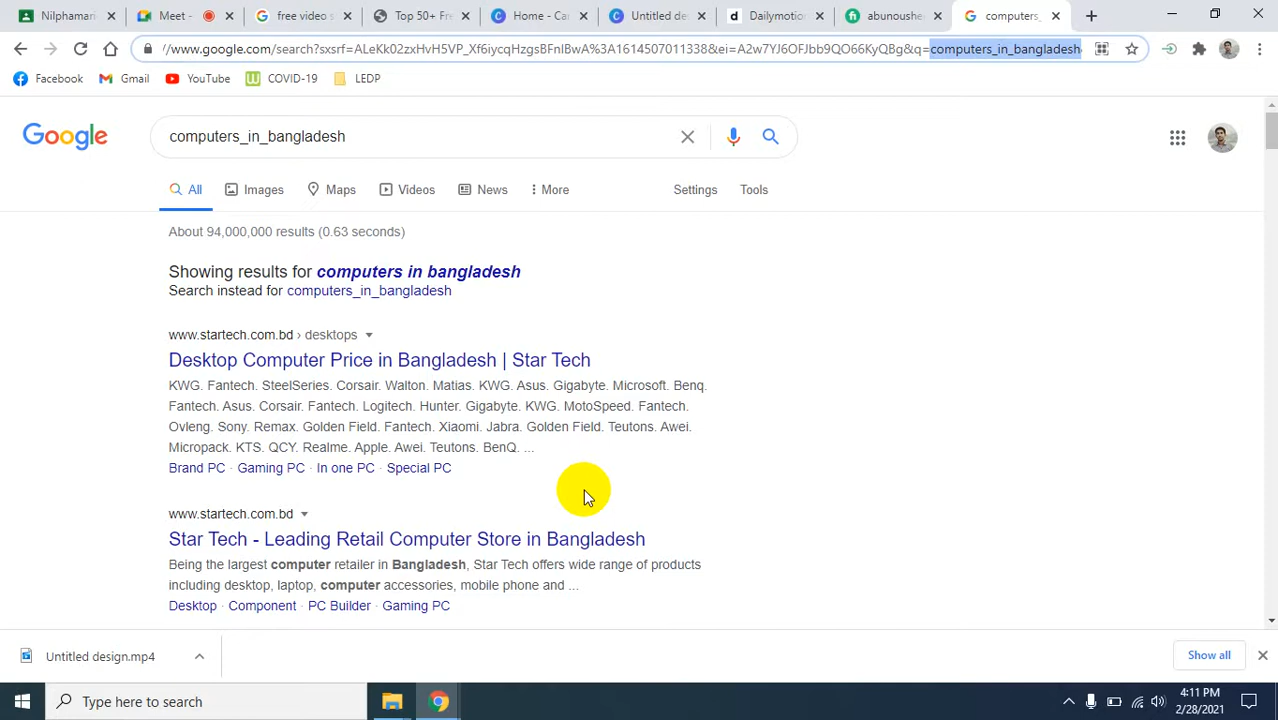 Nilphamari
Meet -
free video s
Top 50+ Fre
Home - Can
Untitled des
Dailymotion
abunoushe
computers_
//www.google.com/search?sxsrf=ALeKk02zxHvH5VP_Xf6iycqHzgsBFnIBwA%3A1614507011338&ei=A2w7YJ6OFJbb9QO66KyQBg&q=computers_in_bangladesh
Facebook Gmail YouTube COVID-19 LEDP
Google
computers_in_bangladesh
All Images Maps Videos News More Settings Tools
About 94,000,000 results (0.63 seconds)
Showing results for computers in bangladesh
Search instead for computers_in_bangladesh
www.startech.com.bd › desktops
Desktop Computer Price in Bangladesh | Star Tech
KWG. Fantech. SteelSeries. Corsair. Walton. Matias. KWG. Asus. Gigabyte. Microsoft. Benq.
Fantech. Asus. Corsair. Fantech. Logitech. Hunter. Gigabyte. KWG. MotoSpeed. Fantech.
Ovleng. Sony. Remax. Golden Field. Fantech. Xiaomi. Jabra. Golden Field. Teutons. Awei.
Micropack. KTS. QCY. Realme. Apple. Awei. Teutons. BenQ. ...
Brand PC · Gaming PC · In one PC · Special PC
www.startech.com.bd
Star Tech - Leading Retail Computer Store in Bangladesh
Being the largest computer retailer in Bangladesh, Star Tech offers wide range of products
including desktop, laptop, computer accessories, mobile phone and ...
Desktop · Component · PC Builder · Gaming PC
Untitled design.mp4
Show all
Type here to search
4:11 PM
2/28/2021